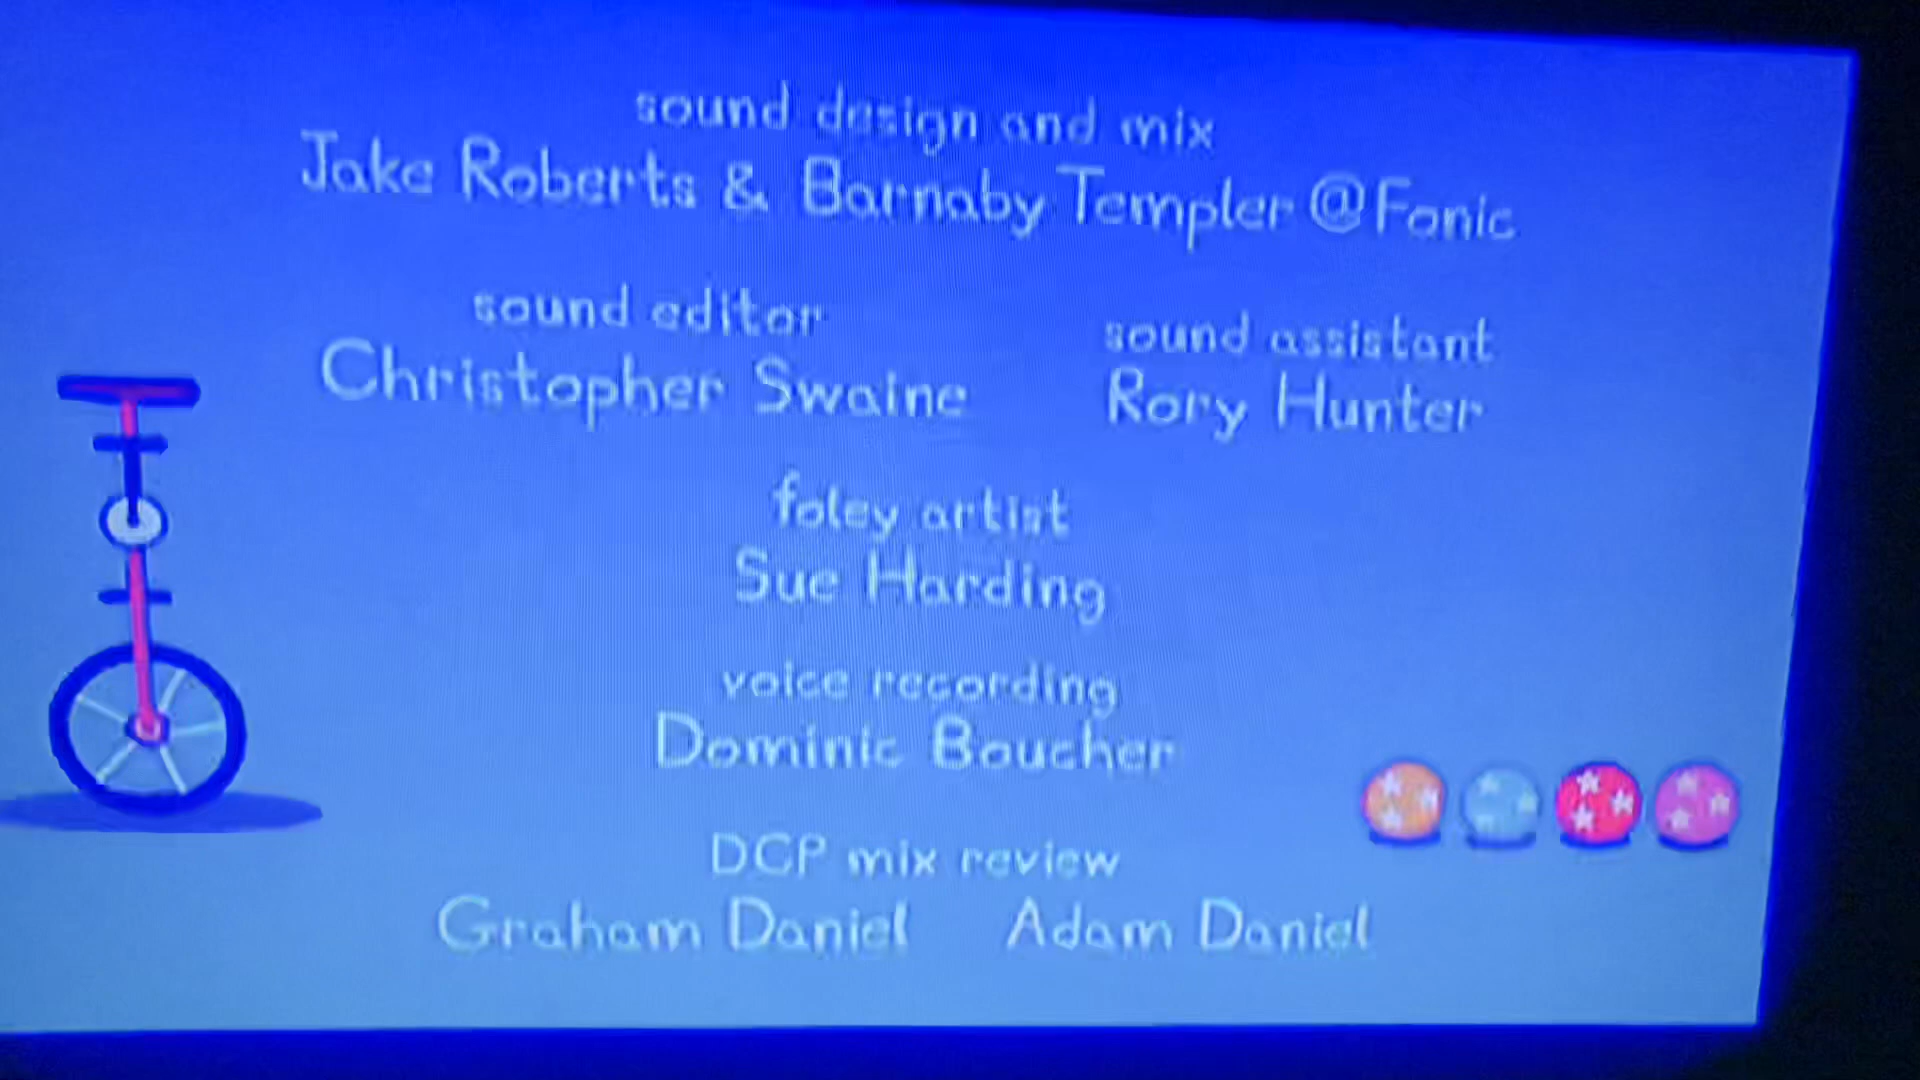 sound design and mix
Jake Roberts & Barnaby Templer @Fonic
sound editor
Christopher Swaine
sound assistant
Rory Hunter
foley artist
Sue Harding
voice recording
Dominic Boucher
DCP mix review
Graham Daniel Adam Daniel